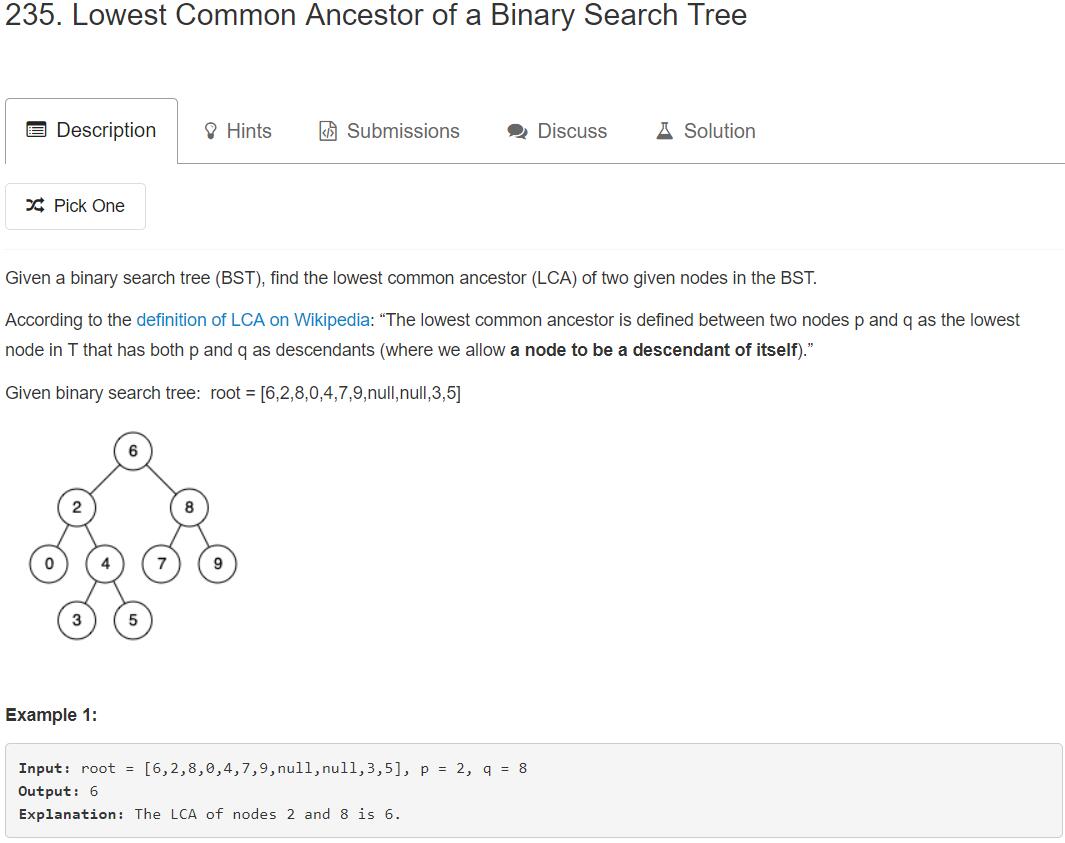 235. Lowest Common Ancestor of a Binary Search Tree
Description Hints Submissions Discuss Solution
Pick One
Given a binary search tree (BST), find the lowest common ancestor (LCA) of two given nodes in the BST.
According to the definition of LCA on Wikipedia: “The lowest common ancestor is defined between two nodes p and q as the lowest
node in T that has both p and q as descendants (where we allow a node to be a descendant of itself).”
Given binary search tree:  root = [6,2,8,0,4,7,9,null,null,3,5]
6
2 8
0 4 7 9
3 5
Example 1:
Input: root = [6,2,8,0,4,7,9,null,null,3,5], p = 2, q = 8
Output: 6
Explanation: The LCA of nodes 2 and 8 is 6.